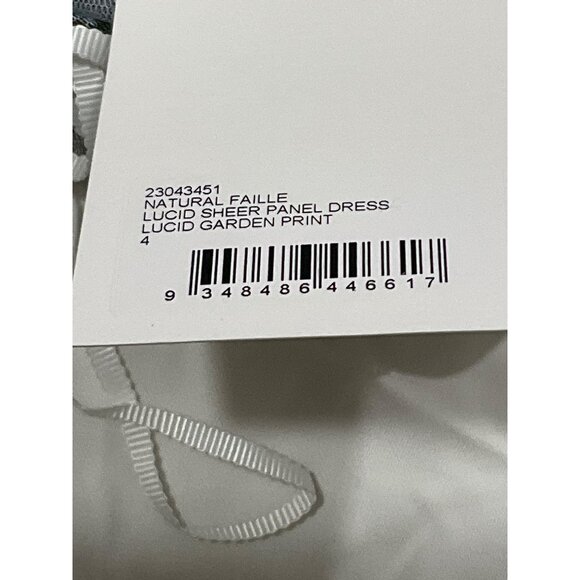 23043451
NATURAL FAILLE
LUCID SHEER PANEL DRESS
LUCID GARDEN PRINT
4
9 348486 446617